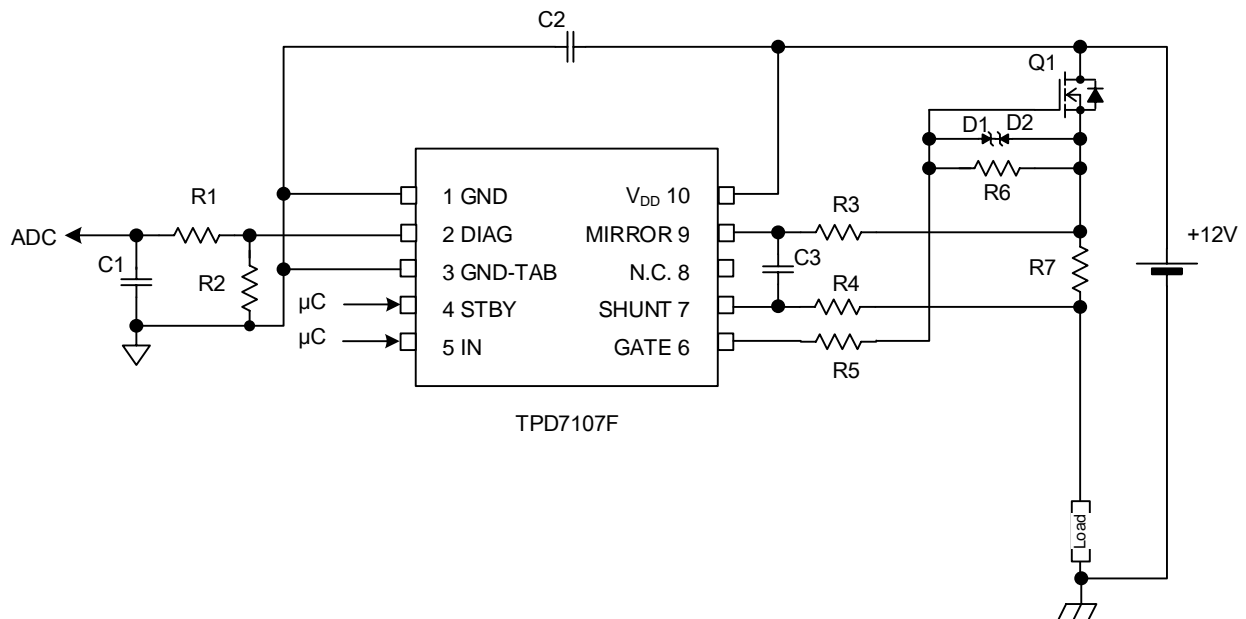 C2
Q1
D1 D2
R6
1 GND
2 DIAG
3 GND-TAB
4 STBY
5 IN
VDD 10
MIRROR 9
N.C. 8
SHUNT 7
GATE 6
TPD7107F
ADC
R1
C1
R2
µC
µC
R3
C3
R4
R5
R7
+12V
Load